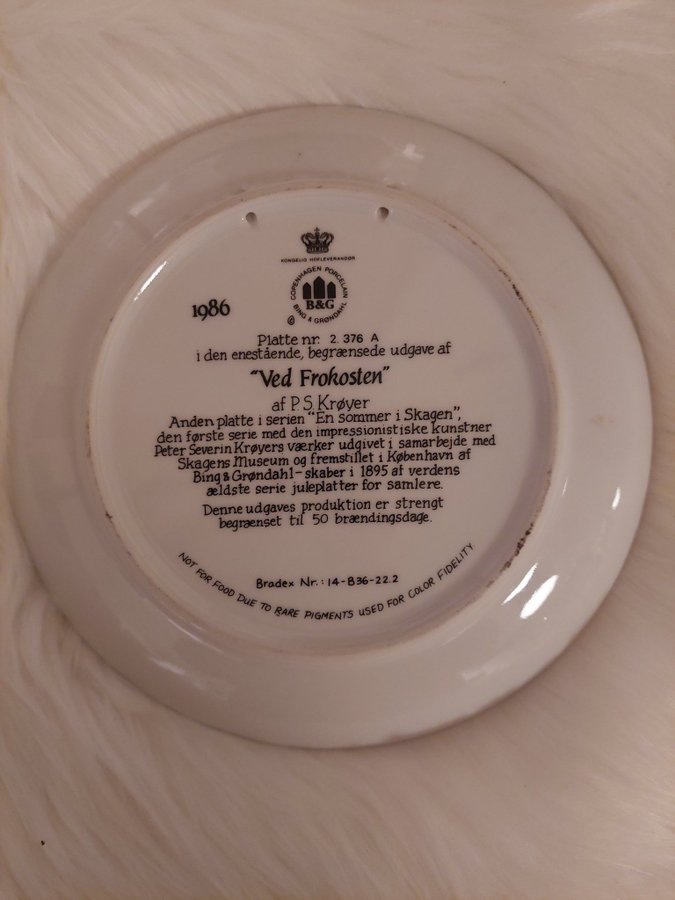 KONGELIG HOFLEVERANDØR
COPENHAGEN PORCELAIN
B&G
BING & GRØNDAHL
©
1986
Platte nr. 2.376 A
i den enestående, begrænsede udgave af
"Ved Frokosten"
af P.S. Krøyer
Anden platte i serien "En sommer i Skagen",
den første serie med den impressionistiske kunstner
Peter Severin Krøyers værker udgivet i samarbejde med
Skagens Museum og fremstillet i København af
Bing & Grøndahl - skaber i 1895 af verdens
ældste serie juleplatter for samlere.
Denne udgaves produktion er strengt
begrænset til 50 brændingsdage.
Bradex Nr.: 14-B36-22.2
NOT FOR FOOD DUE TO RARE PIGMENTS USED FOR COLOR FIDELITY